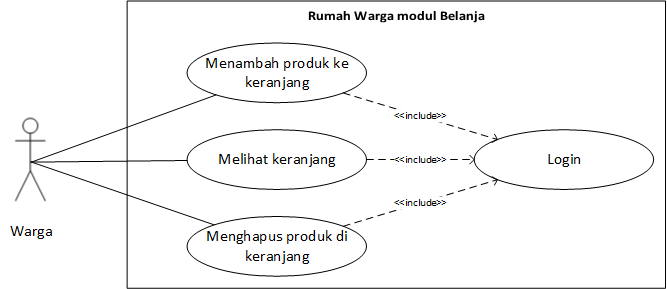 Rumah Warga modul Belanja
Menambah produk ke
keranjang
<<include>>
Melihat keranjang
<<include>>
Login
<<include>>
Warga
Menghapus produk di
keranjang